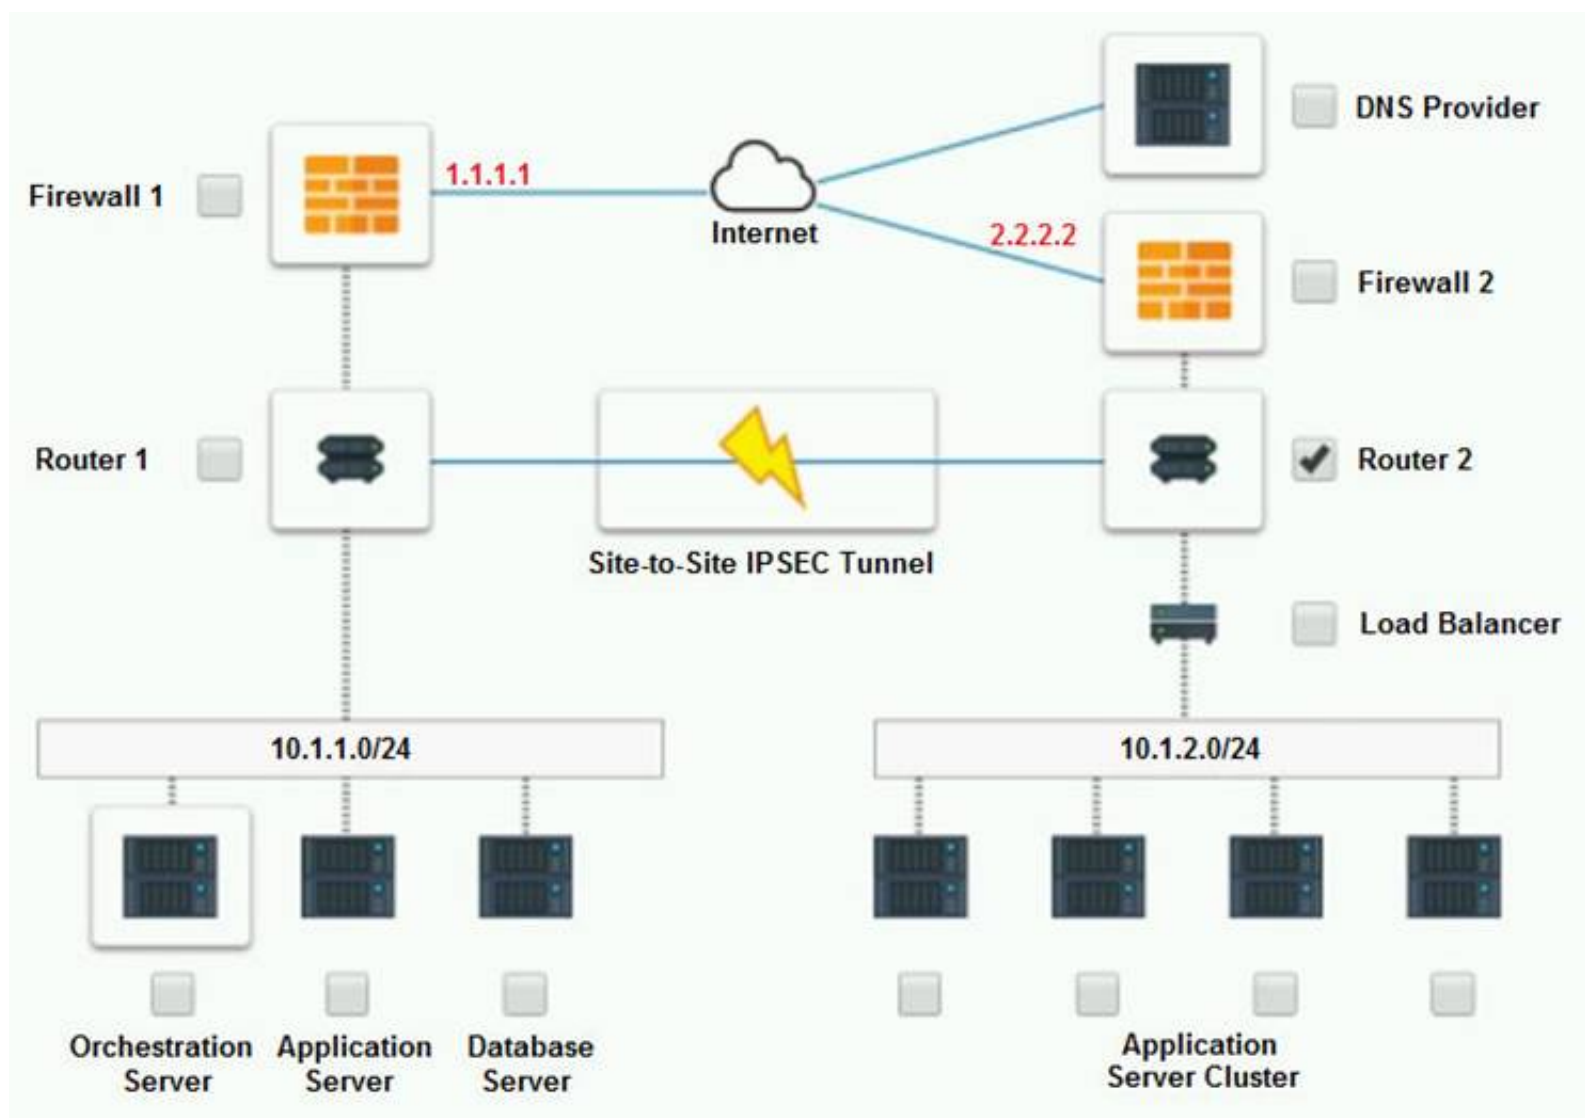 DNS Provider
1.1.1.1
Firewall 1
Internet
2.2.2.2
Firewall 2
Router 1
Router 2
Site-to-Site IPSEC Tunnel
Load Balancer
10.1.1.0/24
10.1.2.0/24
Orchestration
Server
Application
Server
Database
Server
Application
Server Cluster